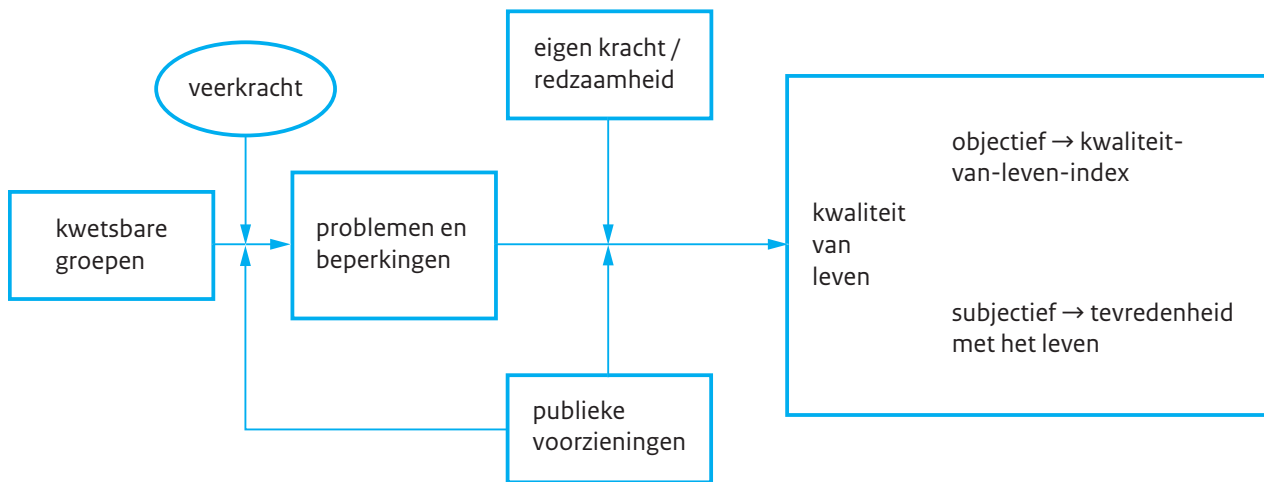 eigen kracht /
redzaamheid
veerkracht
objectief → kwaliteit-
van-leven-index
kwetsbare
groepen
problemen en
beperkingen
kwaliteit
van
leven
subjectief → tevredenheid
met het leven
publieke
voorzieningen